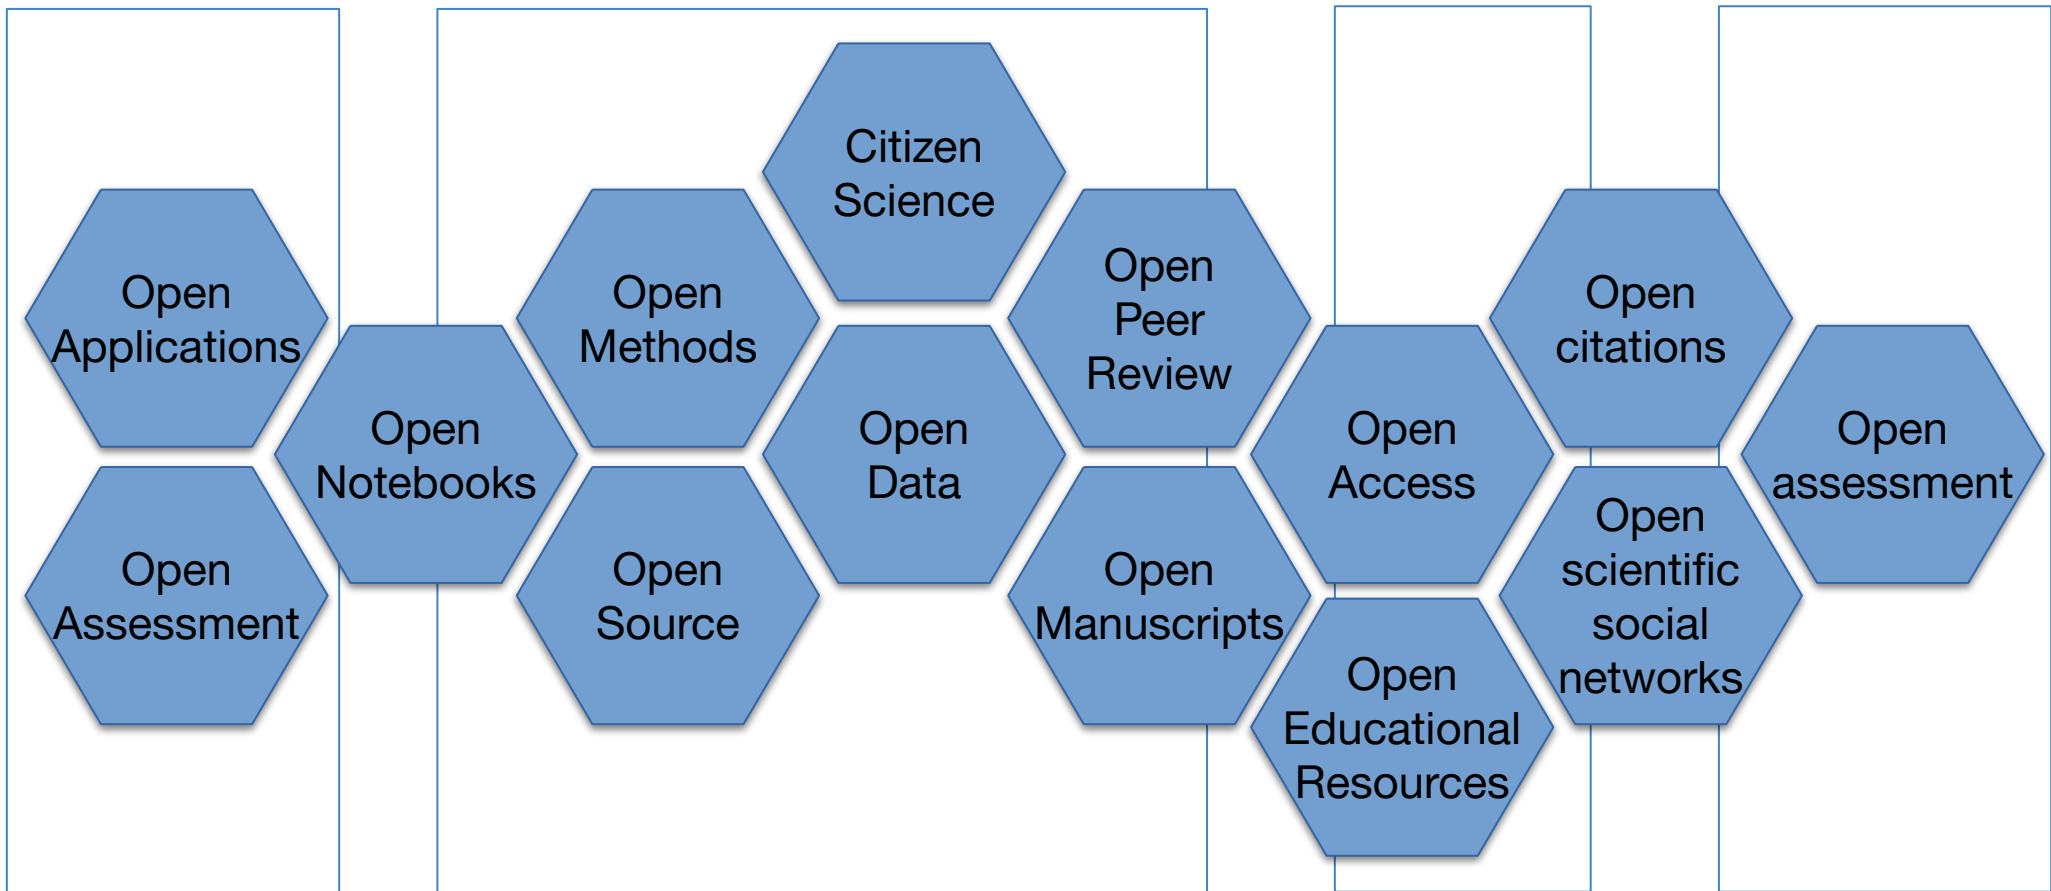 Open
Applications
Open
Assessment
Open
Notebooks
Open
Methods
Open
Source
Citizen
Science
Open
Data
Open
Peer
Review
Open
Manuscripts
Open
Access
Open
Educational
Resources
Open
citations
Open
scientific
social
networks
Open
assessment